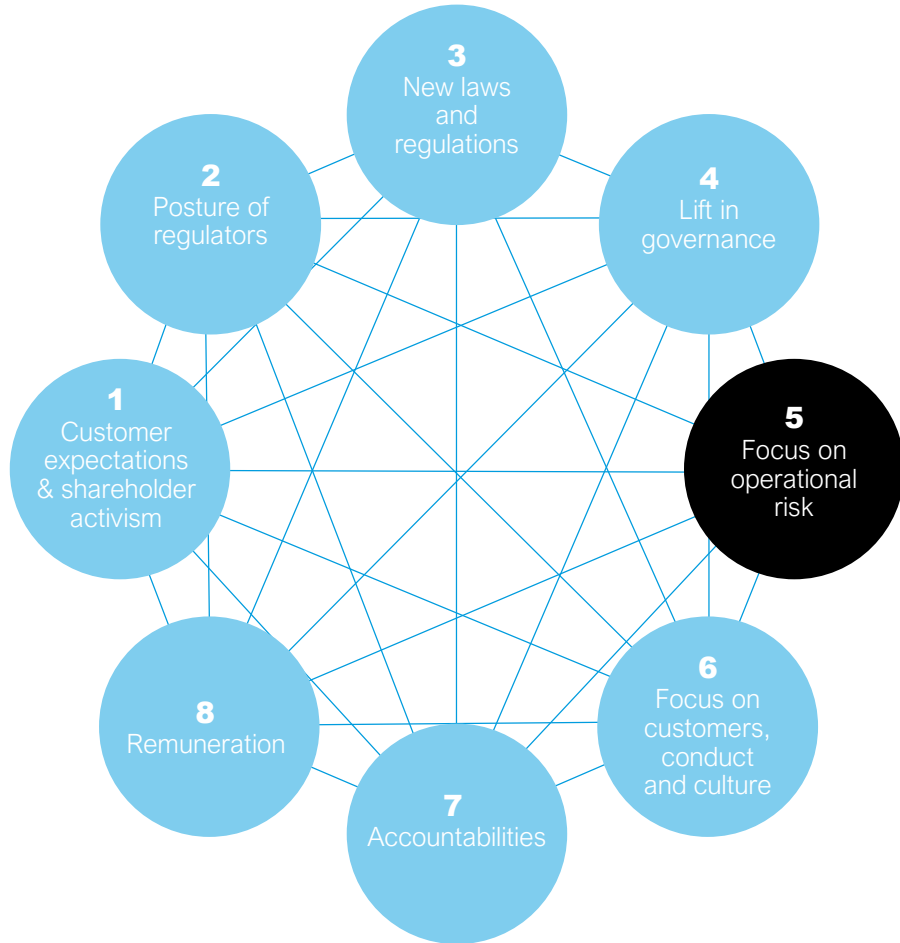 1
Customer
expectations
& shareholder
activism
2
Posture of
regulators
3
New laws
and
regulations
4
Lift in
governance
5
Focus on
operational
risk
6
Focus on
customers,
conduct
and culture
7
Accountabilities
8
Remuneration